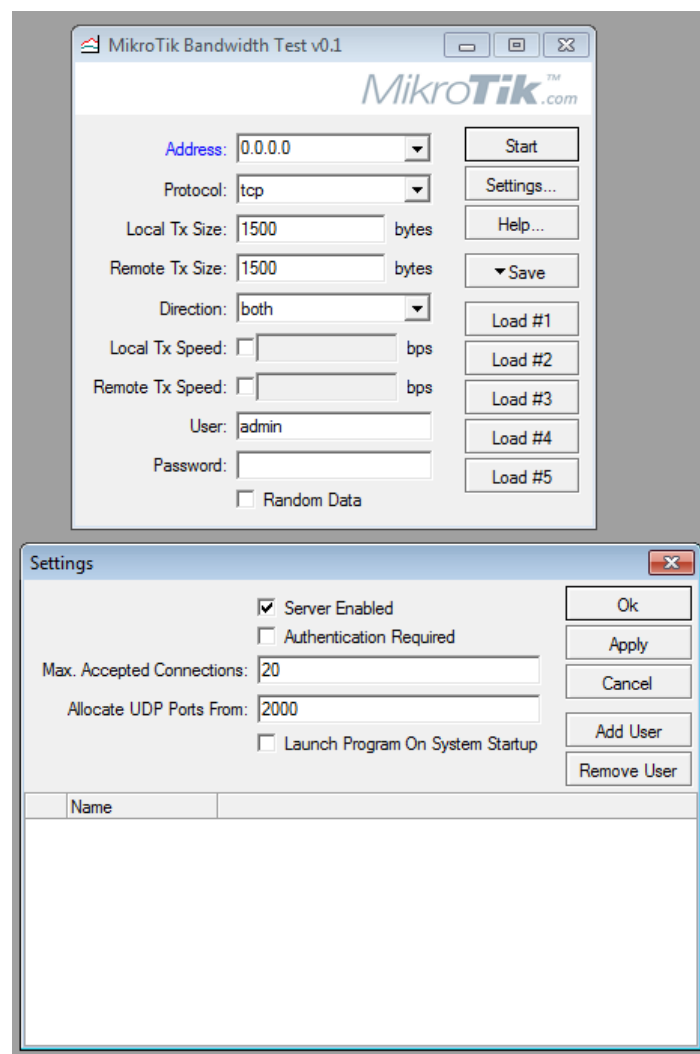 MikroTik Bandwidth Test v0.1
MikroTik.com™
Address: 0.0.0.0 Start
Protocol: tcp Settings...
Local Tx Size: 1500 bytes Help...
Remote Tx Size: 1500 bytes Save
Direction: both Load #1
Local Tx Speed: bps Load #2
Remote Tx Speed: bps Load #3
User: admin Load #4
Password: Load #5
Random Data
Settings
Server Enabled Ok
Authentication Required Apply
Max. Accepted Connections: 20 Cancel
Allocate UDP Ports From: 2000 Add User
Launch Program On System Startup Remove User
Name